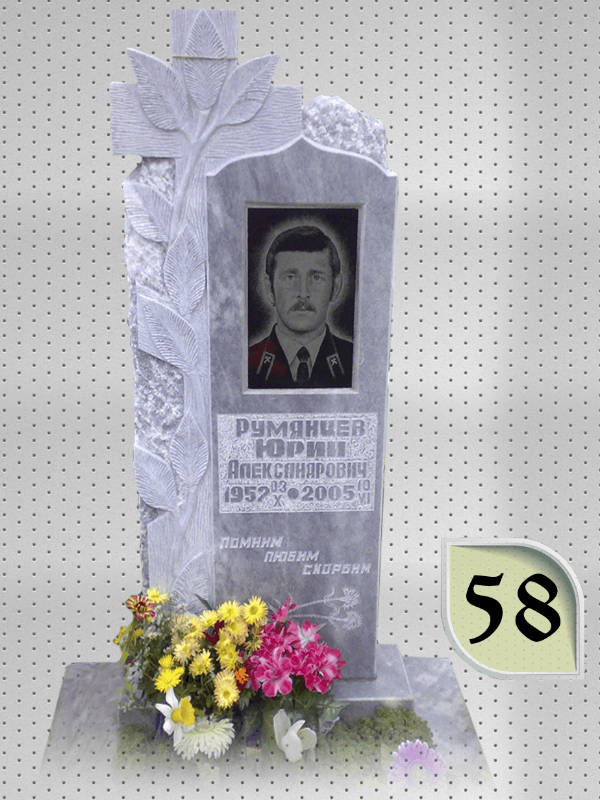 РУМЯНЦЕВ
ЮРИЙ
АЛЕКСАНДРОВИЧ
1952 03 X • 2005 10 VI
ПОМНИМ
ЛЮБИМ
СКОРБИМ
58